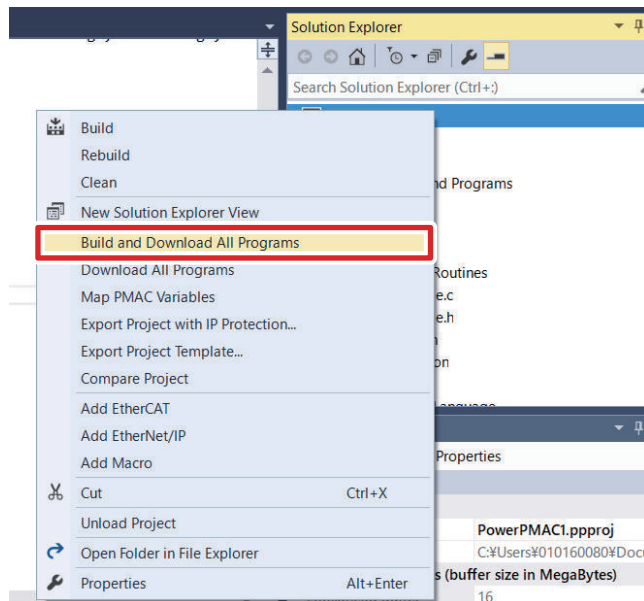 Solution Explorer
Search Solution Explorer (Ctrl+:)
Build
Rebuild
Clean
nd Programs
New Solution Explorer View
Build and Download All Programs
Download All Programs
Routines
Map PMAC Variables
e.c
Export Project with IP Protection...
e.h
Export Project Template...
on
Compare Project
Add EtherCAT
Add EtherNet/IP
Add Macro
Properties
Cut Ctrl+X
Unload Project
PowerPMAC1.ppproj
Open Folder in File Explorer
C:¥Users¥010160080¥Docu
Properties Alt+Enter
s (buffer size in MegaBytes)
16